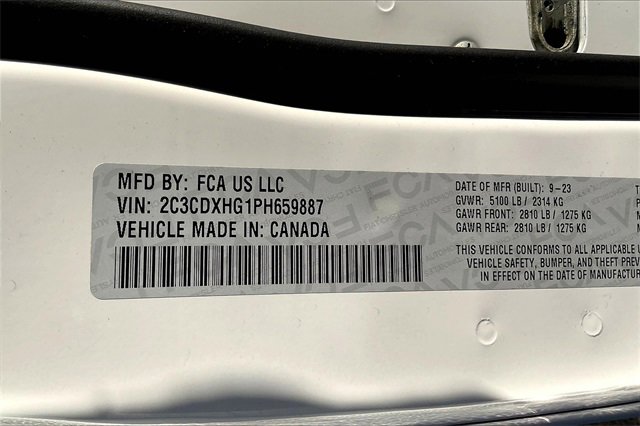 MFD BY: FCA US LLC
VIN: 2C3CDXHG1PH659887
VEHICLE MADE IN: CANADA
DATE OF MFR (BUILT): 9-23
GVWR: 5100 LB / 2314 KG
GAWR FRONT: 2810 LB / 1275 KG
GAWR REAR: 2810 LB / 1275 KG
THIS VEHICLE CONFORMS TO ALL APPLICABLE
VEHICLE SAFETY, BUMPER, AND THEFT
IN EFFECT ON THE DATE OF